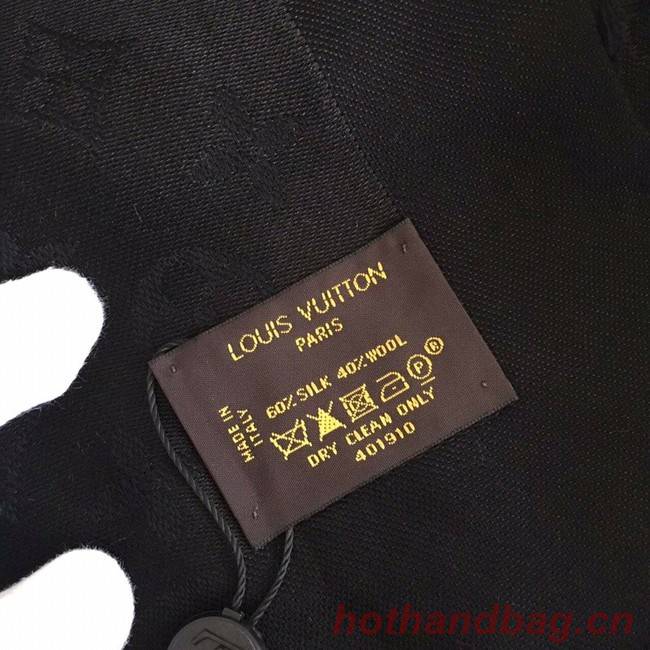 LOUIS VUITTON
PARIS
60% SILK 40% WOOL
MADE IN
ITALY
P ®
DRY CLEAN ONLY
401910
hothandbag.cn